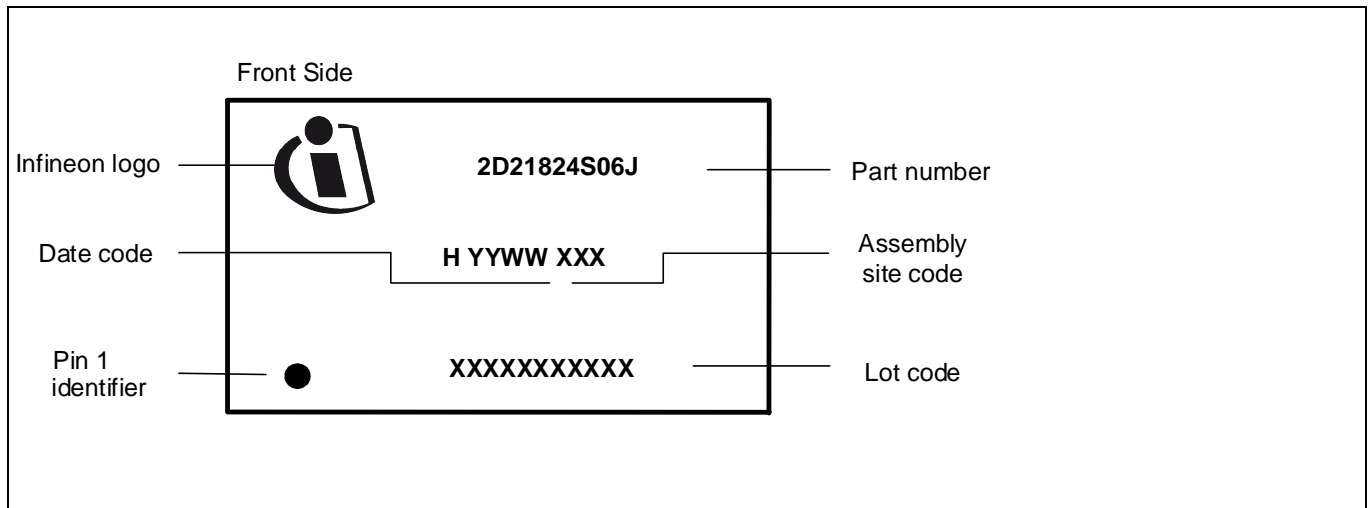 Front Side
Infineon logo
2D21824S06J
Part number
Date code
H YYWW XXX
Assembly
site code
Pin 1
identifier
XXXXXXXXXXX
Lot code